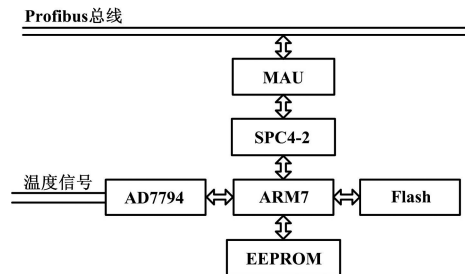 Profibus总线
MAU
SPC4-2
温度信号
AD7794
ARM7
Flash
EEPROM